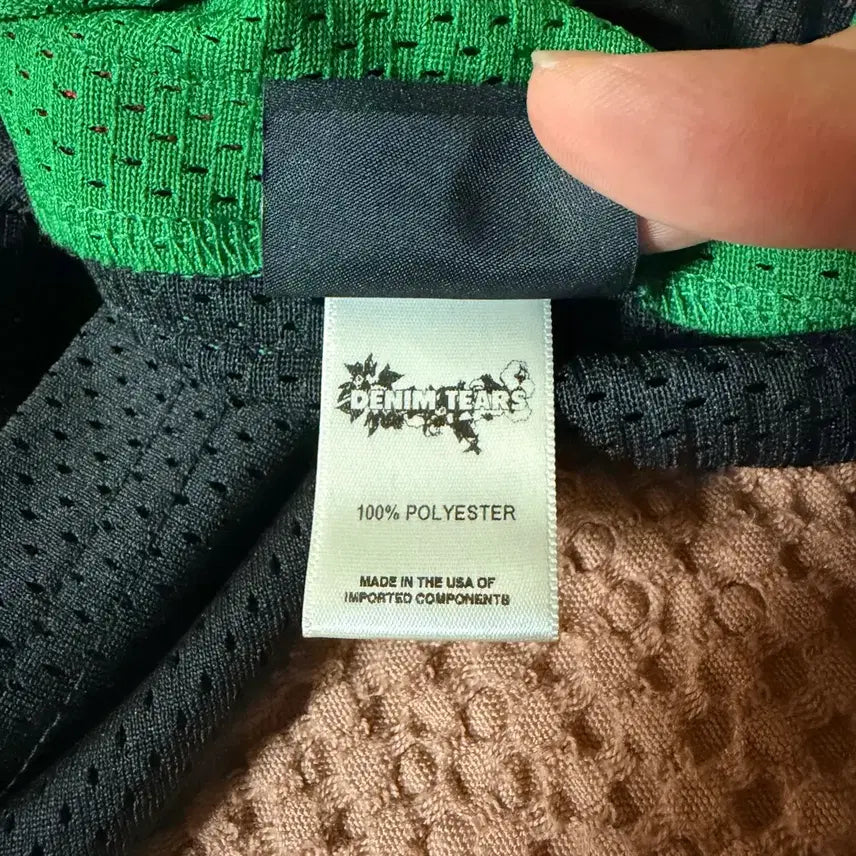 DENIM TEARS
100% POLYESTER
MADE IN THE USA OF
IMPORTED COMPONENTS